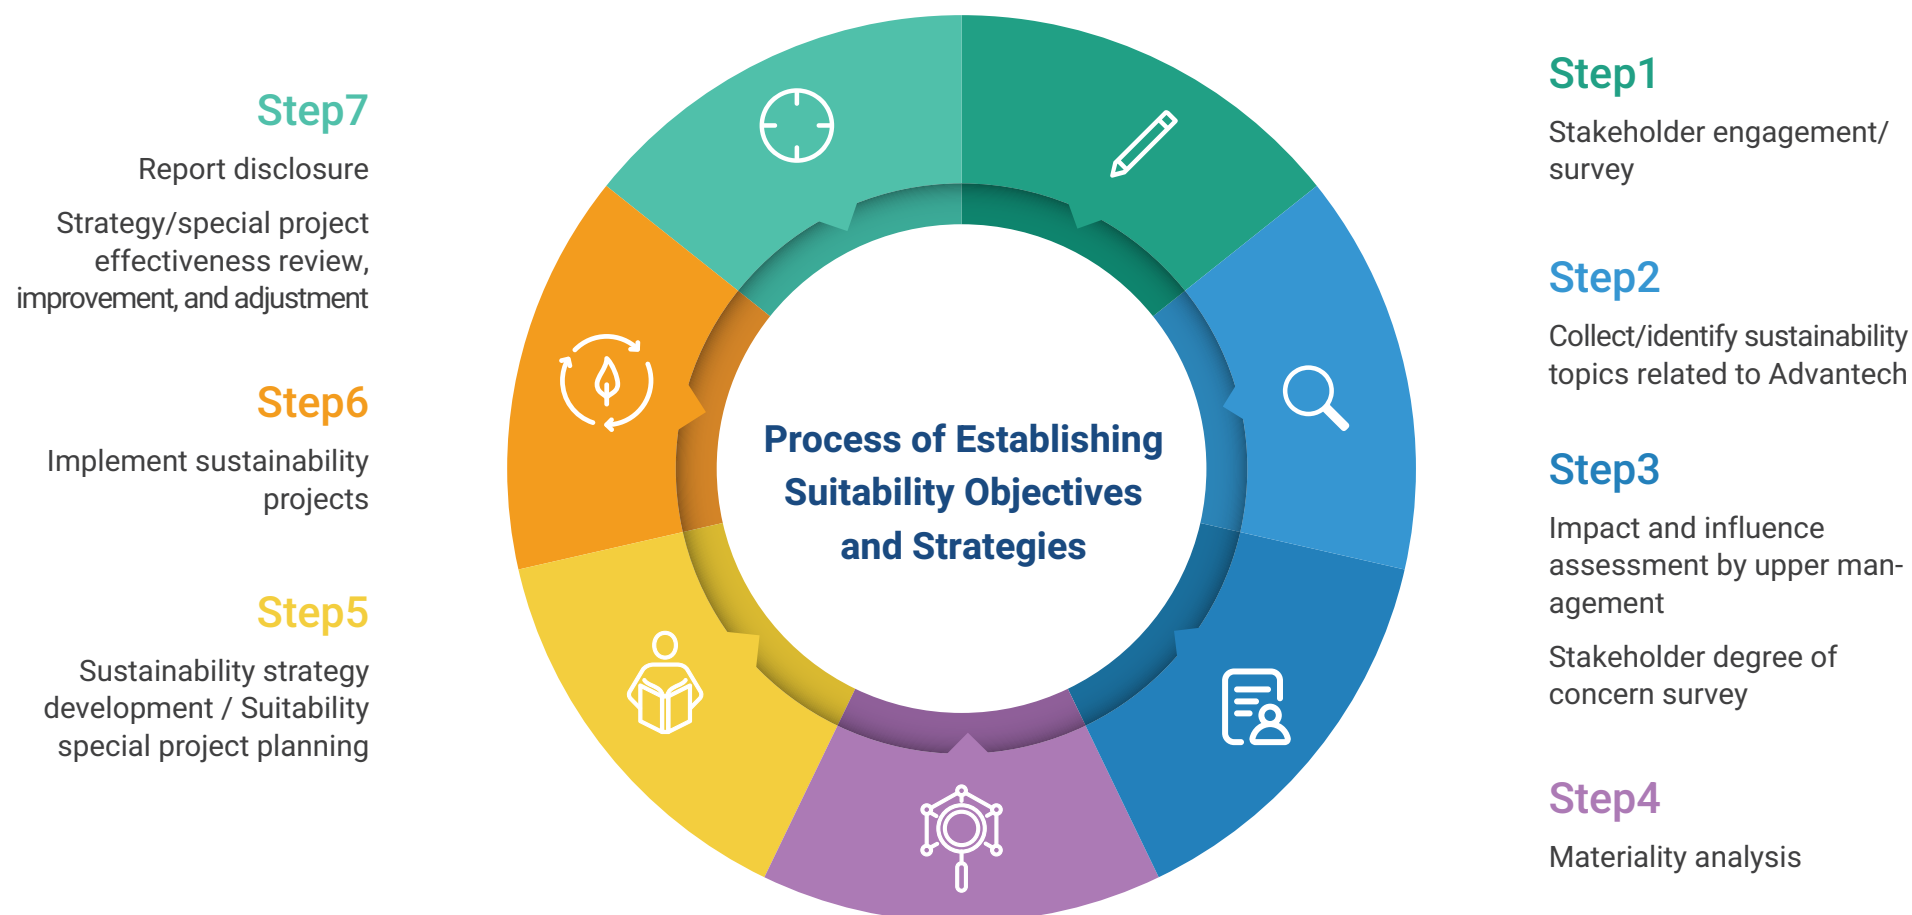 Step1
Stakeholder engagement/
survey
Step2
Collect/identify sustainability
topics related to Advantech
Step3
Impact and influence
assessment by upper man-
agement
Stakeholder degree of
concern survey
Step4
Materiality analysis
Step5
Sustainability strategy
development / Suitability
special project planning
Step6
Implement sustainability
projects
Step7
Report disclosure
Strategy/special project
effectiveness review,
improvement, and adjustment
Process of Establishing
Suitability Objectives
and Strategies